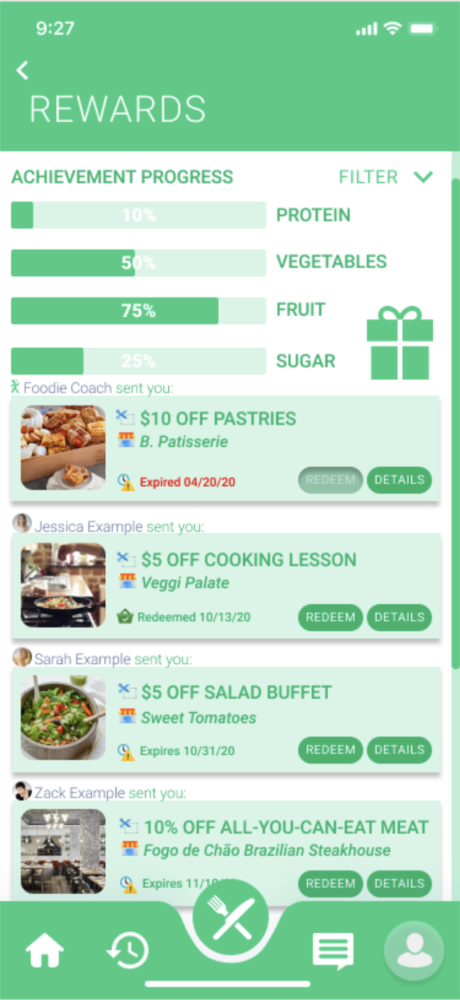 9:27
REWARDS
ACHIEVEMENT PROGRESS FILTER
10% PROTEIN
50% VEGETABLES
75% FRUIT
25% SUGAR
Foodie Coach sent you:
$10 OFF PASTRIES
B. Patisserie
Expired 04/20/20 REDEEM DETAILS
Jessica Example sent you:
$5 OFF COOKING LESSON
Veggi Palate
Redeemed 10/13/20 REDEEM DETAILS
Sarah Example sent you:
$5 OFF SALAD BUFFET
Sweet Tomatoes
Expires 10/31/20 REDEEM DETAILS
Zack Example sent you:
10% OFF ALL-YOU-CAN-EAT MEAT
Fogo de Chão Brazilian Steakhouse
Expires REDEEM DETAILS